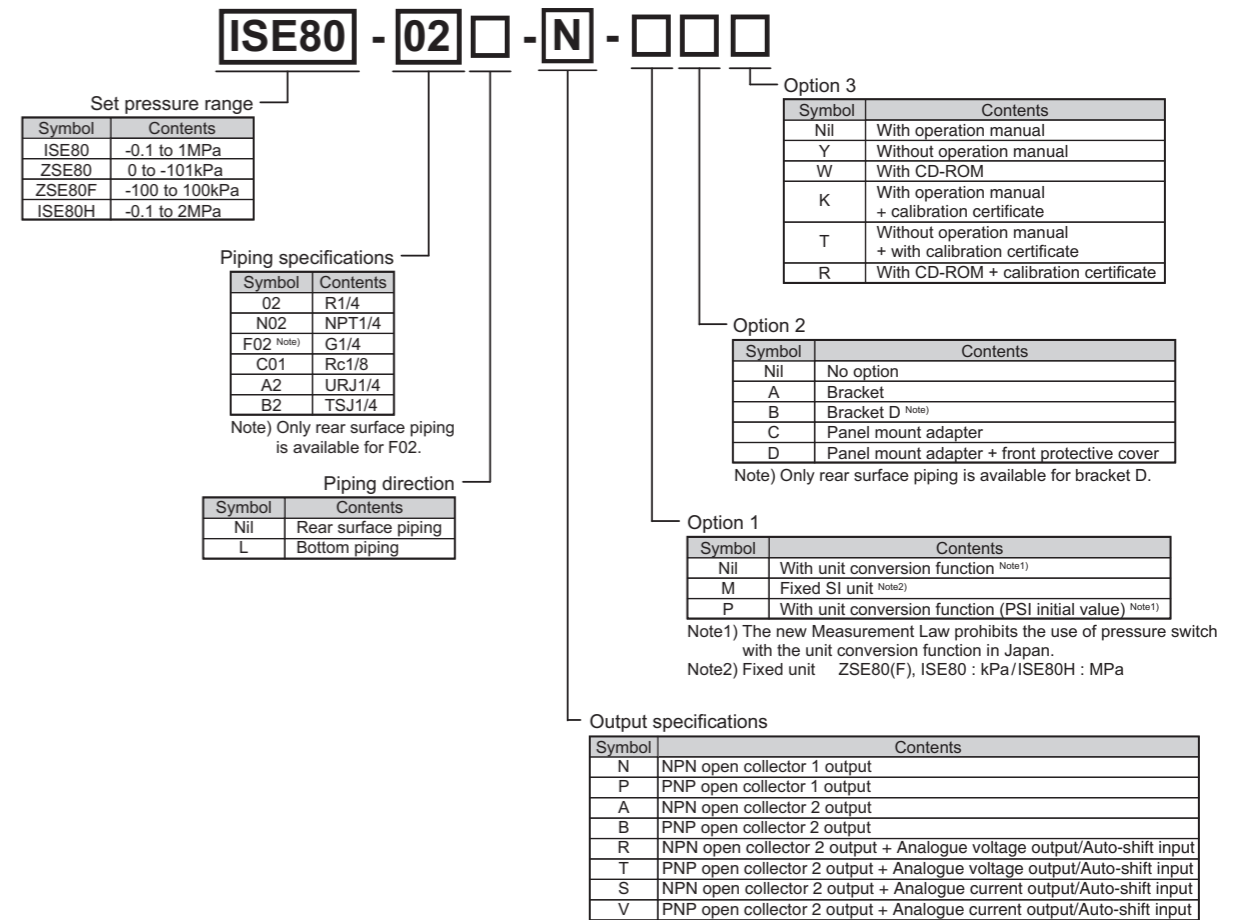 ISE80 - 02 □ - N - □ □ □
Set pressure range
Symbol Contents
ISE80 -0.1 to 1MPa
ZSE80 0 to -101kPa
ZSE80F -100 to 100kPa
ISE80H -0.1 to 2MPa
Piping specifications
Symbol Contents
02 R1/4
N02 NPT1/4
F02 Note) G1/4
C01 Rc1/8
A2 URJ1/4
B2 TSJ1/4
Note) Only rear surface piping
is available for F02.
Piping direction
Symbol Contents
Nil Rear surface piping
L Bottom piping
Option 3
Symbol Contents
Nil With operation manual
Y Without operation manual
W With CD-ROM
K With operation manual
+ calibration certificate
T Without operation manual
+ with calibration certificate
R With CD-ROM + calibration certificate
Option 2
Symbol Contents
Nil No option
A Bracket
B Bracket D Note)
C Panel mount adapter
D Panel mount adapter + front protective cover
Note) Only rear surface piping is available for bracket D.
Option 1
Symbol Contents
Nil With unit conversion function Note1)
M Fixed SI unit Note2)
P With unit conversion function (PSI initial value) Note1)
Note1) The new Measurement Law prohibits the use of pressure switch
with the unit conversion function in Japan.
Note2) Fixed unit ZSE80(F), ISE80 : kPa/ISE80H : MPa
Output specifications
Symbol Contents
N NPN open collector 1 output
P PNP open collector 1 output
A NPN open collector 2 output
B PNP open collector 2 output
R NPN open collector 2 output + Analogue voltage output/Auto-shift input
T PNP open collector 2 output + Analogue voltage output/Auto-shift input
S NPN open collector 2 output + Analogue current output/Auto-shift input
V PNP open collector 2 output + Analogue current output/Auto-shift input